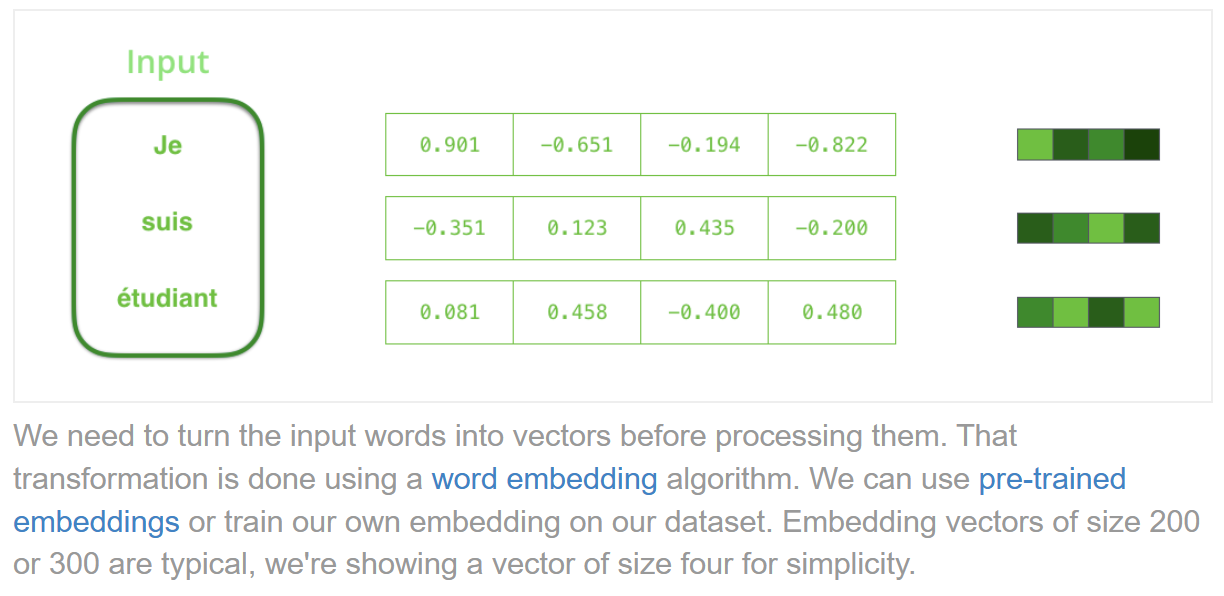 Input
Je
0.901 −0.651 −0.194 −0.822
suis
−0.351 0.123 0.435 −0.200
étudiant
0.081 0.458 −0.400 0.480
We need to turn the input words into vectors before processing them. That
transformation is done using a word embedding algorithm. We can use pre-trained
embeddings or train our own embedding on our dataset. Embedding vectors of size 200
or 300 are typical, we're showing a vector of size four for simplicity.